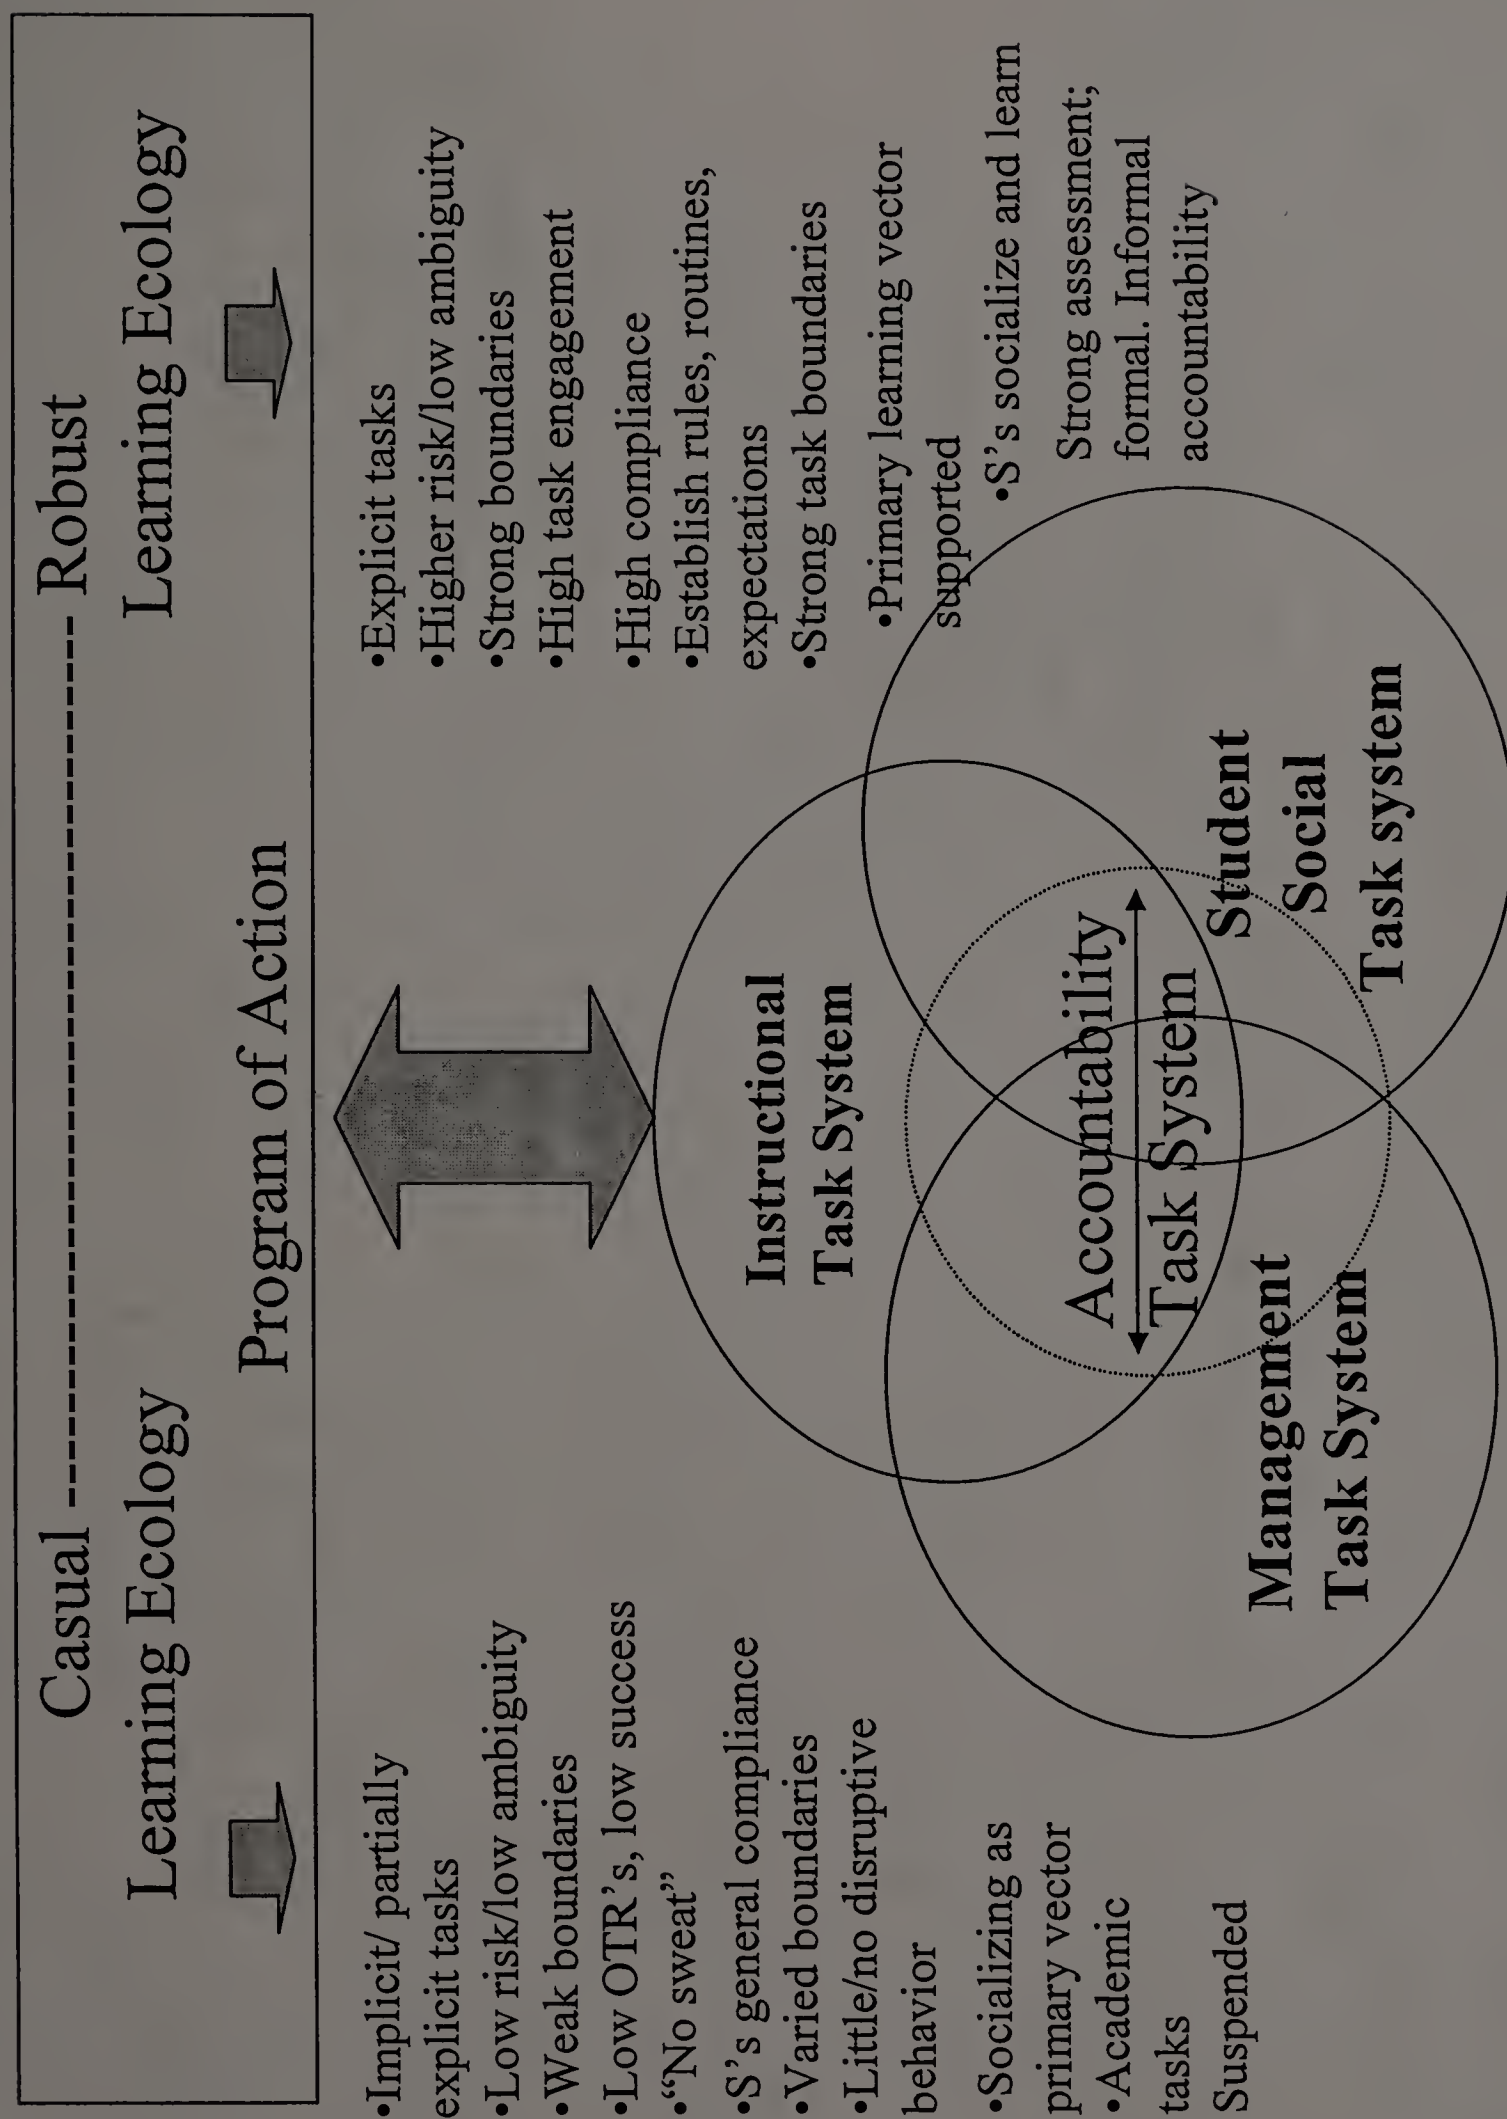 Casual ------------------------ Robust
Learning Ecology
Learning Ecology
Program of Action
•Implicit/ partially
explicit tasks
•Low risk/low ambiguity
•Weak boundaries
•Low OTR's, low success
•“No sweat”
•S's general compliance
•Varied boundaries
•Little/no disruptive
behavior
•Socializing as
primary vector
•Academic
tasks
Suspended
•Explicit tasks
•Higher risk/low ambiguity
•Strong boundaries
•High task engagement
•High compliance
•Establish rules, routines,
expectations
•Strong task boundaries
•Primary learning vector
supported
•S's socialize and learn
Strong assessment;
formal. Informal
accountability
Instructional
Task System
Accountability
Task System
Management
Task System
Student
Social
Task system